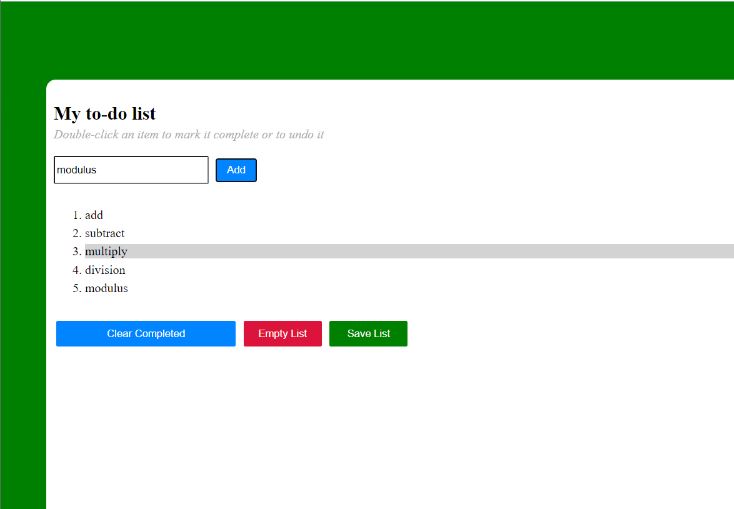 My to-do list
Double-click an item to mark it complete or to undo it
modulus Add
1. add
2. subtract
3. multiply
4. division
5. modulus
Clear Completed Empty List Save List